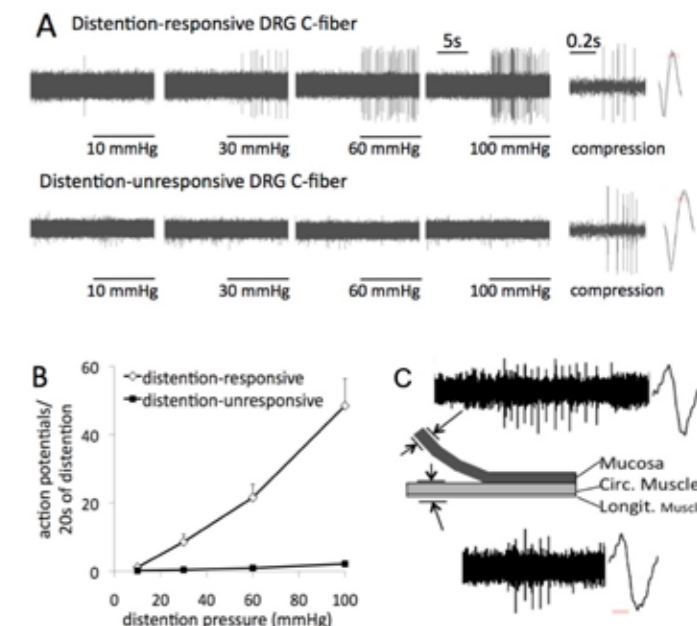 A Distention-responsive DRG C-fiber
5s
0.2s
10 mmHg 30 mmHg 60 mmHg 100 mmHg compression
Distention-unresponsive DRG C-fiber
10 mmHg 30 mmHg 60 mmHg 100 mmHg compression
B
60
40
20
0
action potentials/
20s of distention
distention-responsive
distention-unresponsive
0 20 40 60 80 100
distention pressure (mmHg)
C
Mucosa
Circ. Muscle
Longit. Muscl